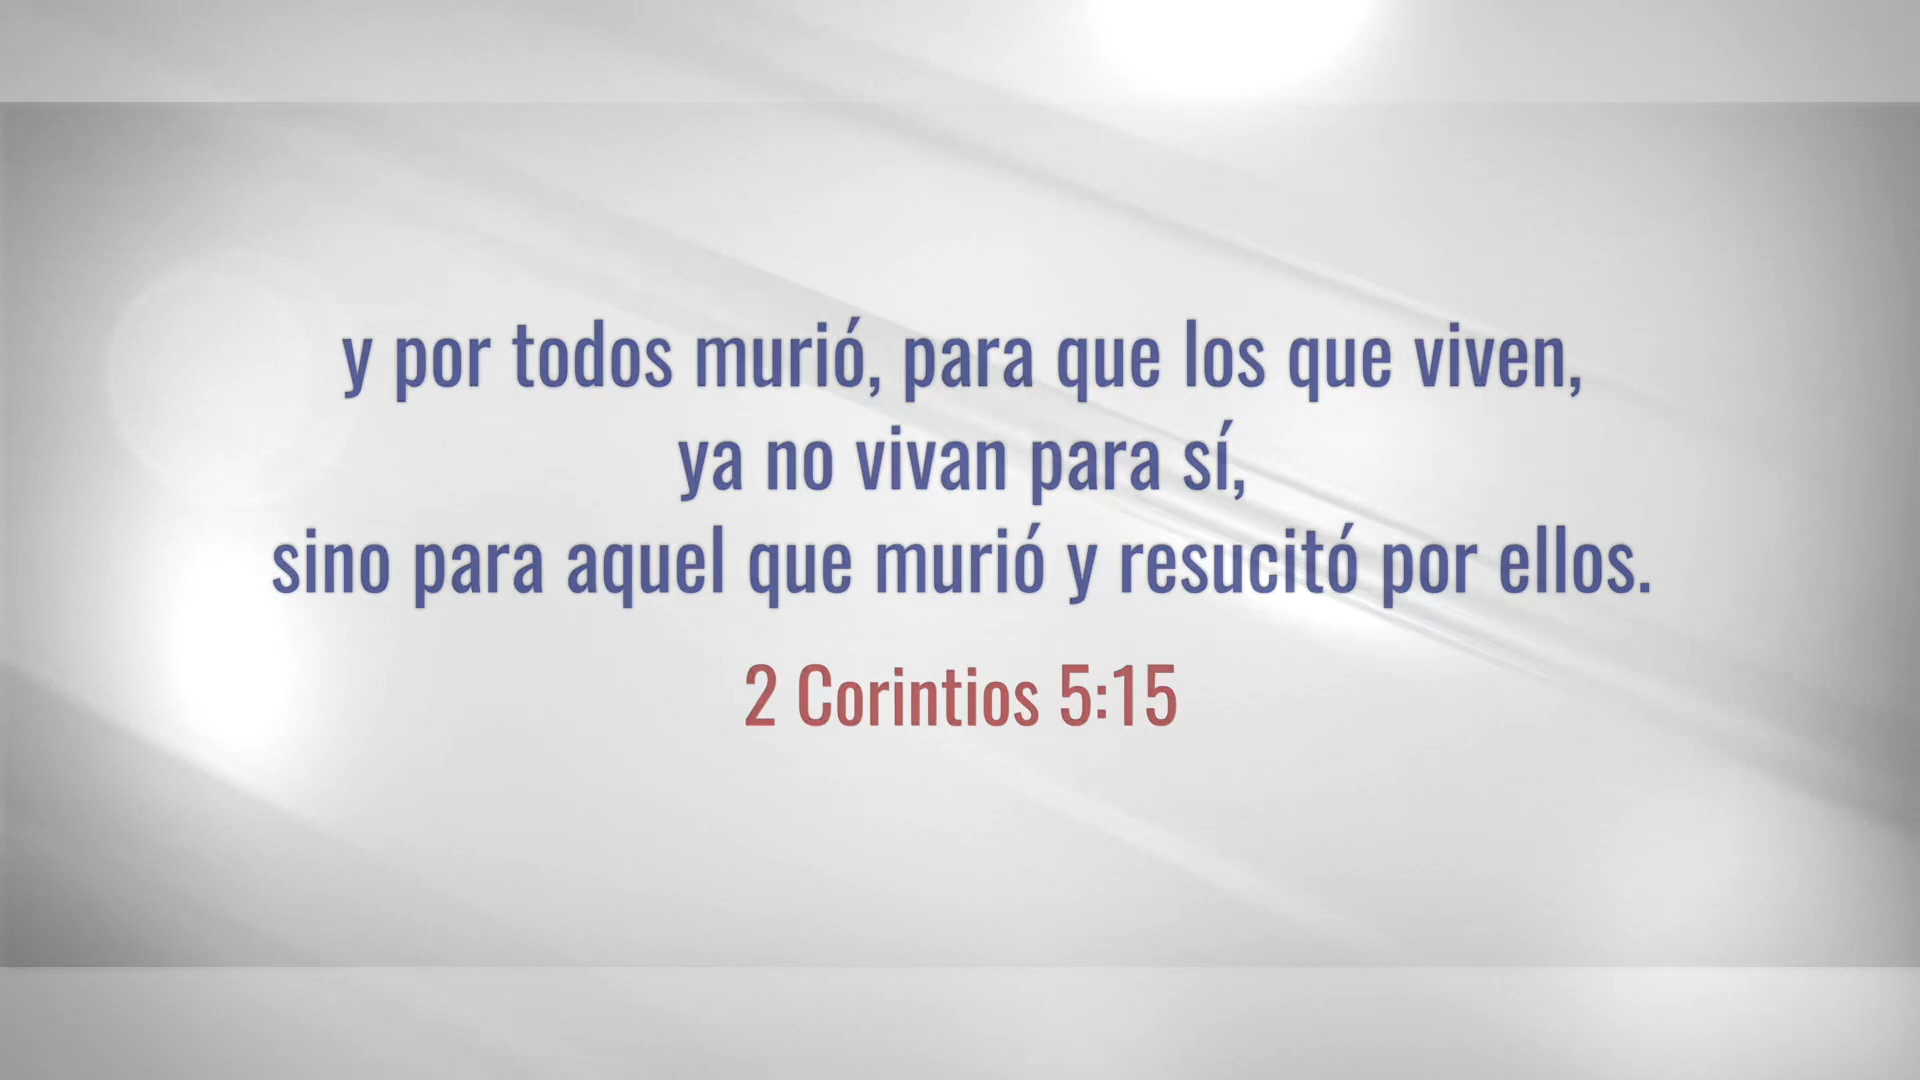 y por todos murió, para que los que viven,
ya no vivan para sí,
sino para aquel que murió y resucitó por ellos.
2 Corintios 5:15